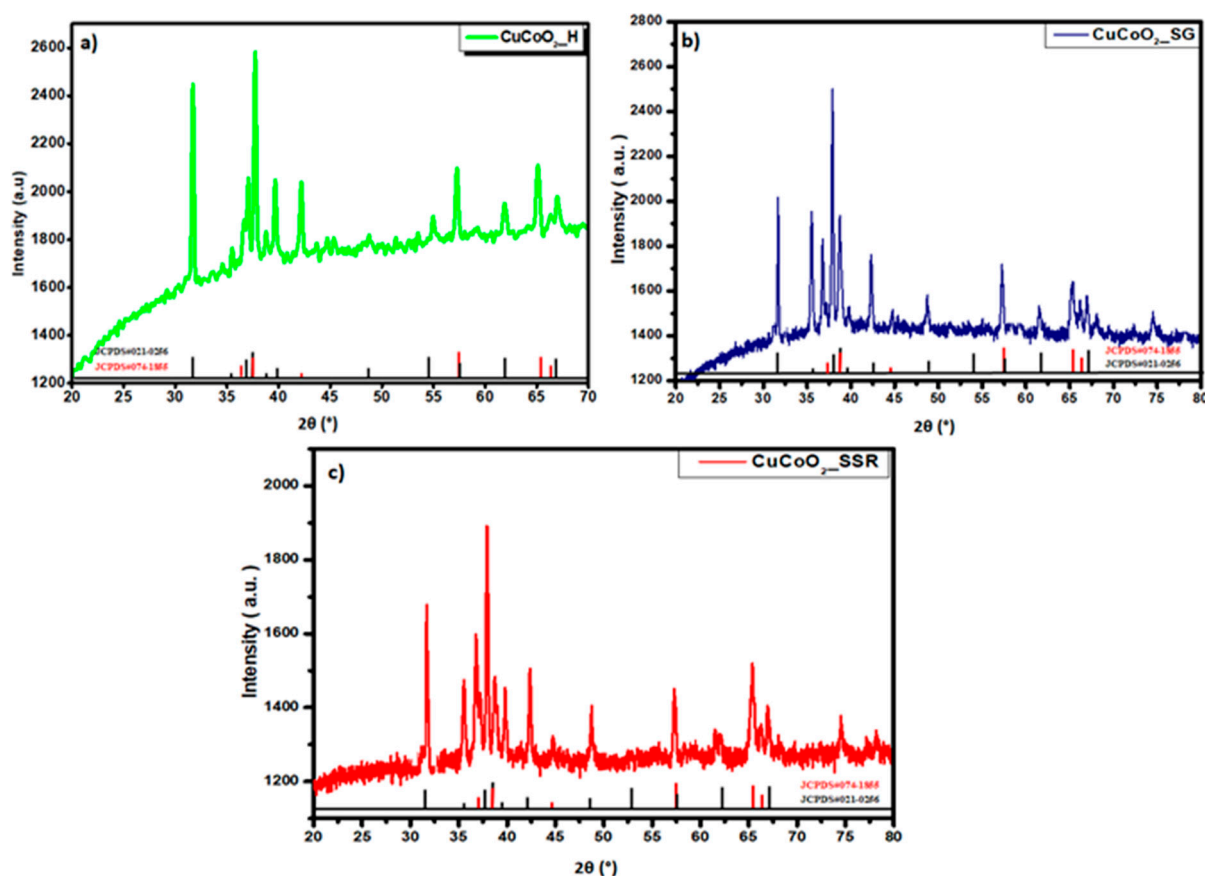 a)
CuCoO₂_H
Intensity (a.u)
2600
2400
2200
2000
1800
1600
1400
1200
JCPDS#021-0256
JCPDS#074-1855
20 25 30 35 40 45 50 55 60 65 70
2θ (°)
b)
CuCoO₂_SG
Intensity ( a.u. )
2800
2600
2400
2200
2000
1800
1600
1400
1200
JCPDS#074-1855
JCPDS#021-0256
20 25 30 35 40 45 50 55 60 65 70 75 80
2θ (°)
c)
CuCoO₂_SSR
Intensity ( a.u. )
2000
1800
1600
1400
1200
JCPDS#074-1855
JCPDS#021-0256
20 25 30 35 40 45 50 55 60 65 70 75 80
2θ (°)